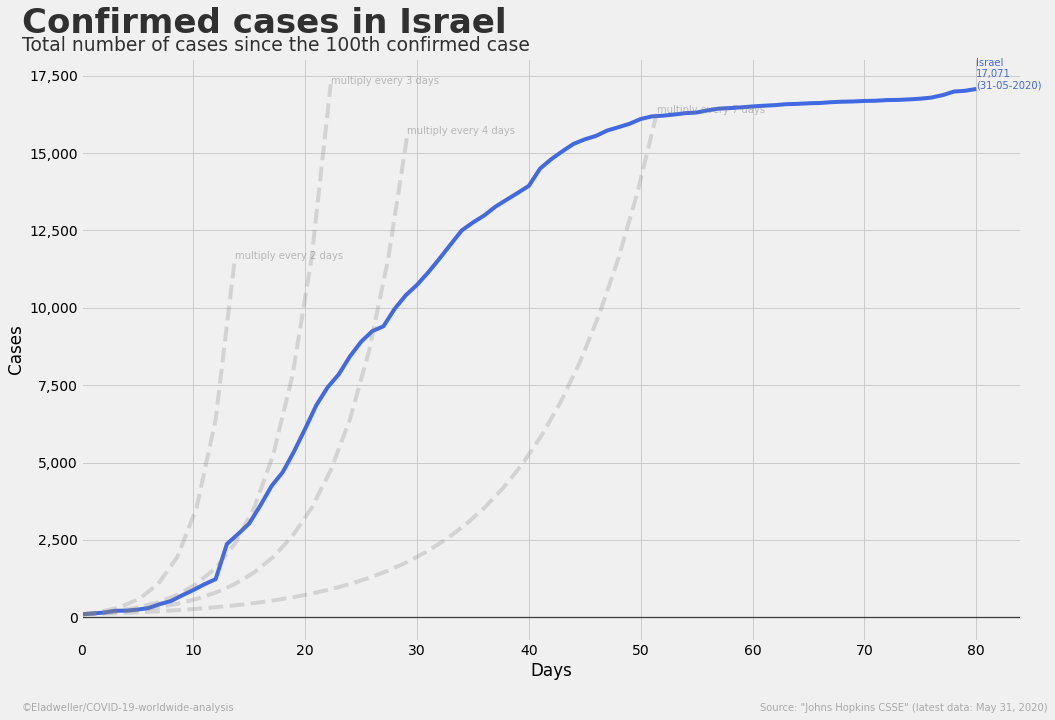 Confirmed cases in Israel
Total number of cases since the 100th confirmed case
Israel
17,071
(31-05-2020)
17,500
multiply every 3 days
multiply every 7 days
multiply every 4 days
15,000
12,500
multiply every 2 days
10,000
Cases
7,500
5,000
2,500
0
0 10 20 30 40 50 60 70 80
Days
©Eladweller/COVID-19-worldwide-analysis
Source: "Johns Hopkins CSSE" (latest data: May 31, 2020)